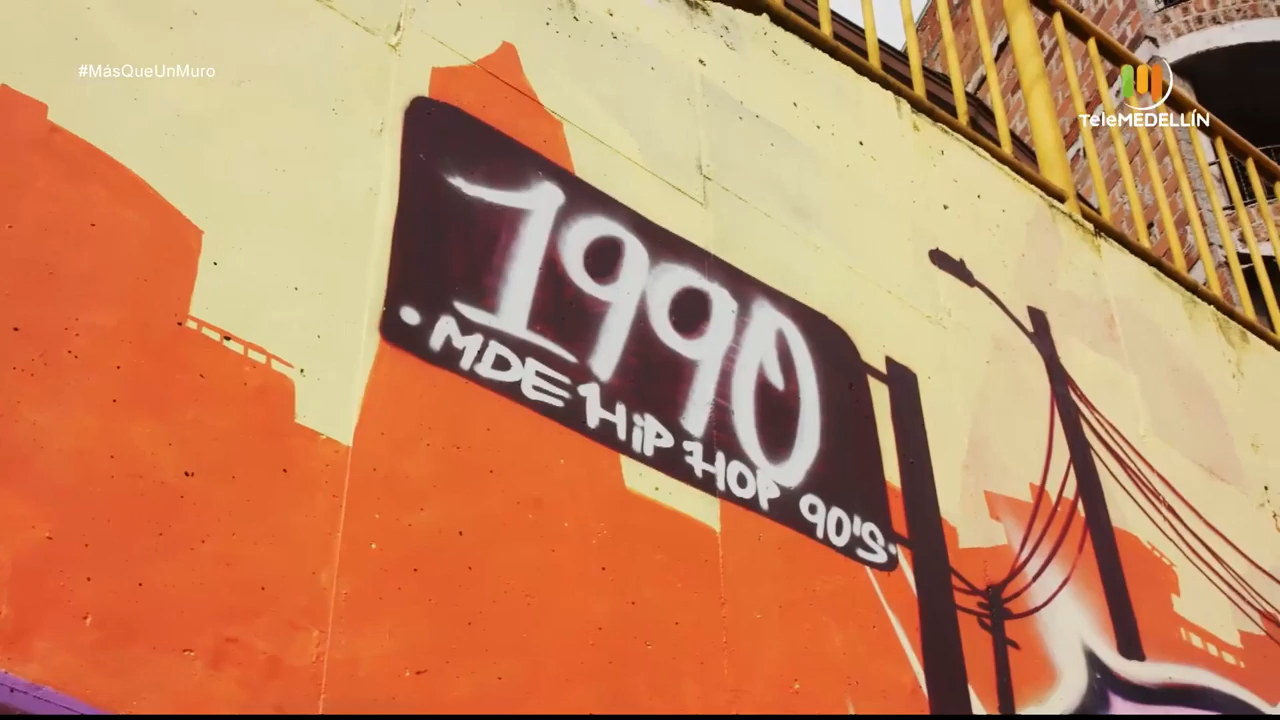 #MásQueUnMuro
TeleMEDELLÍN
1990
• MDE HiP HOP 90'S •